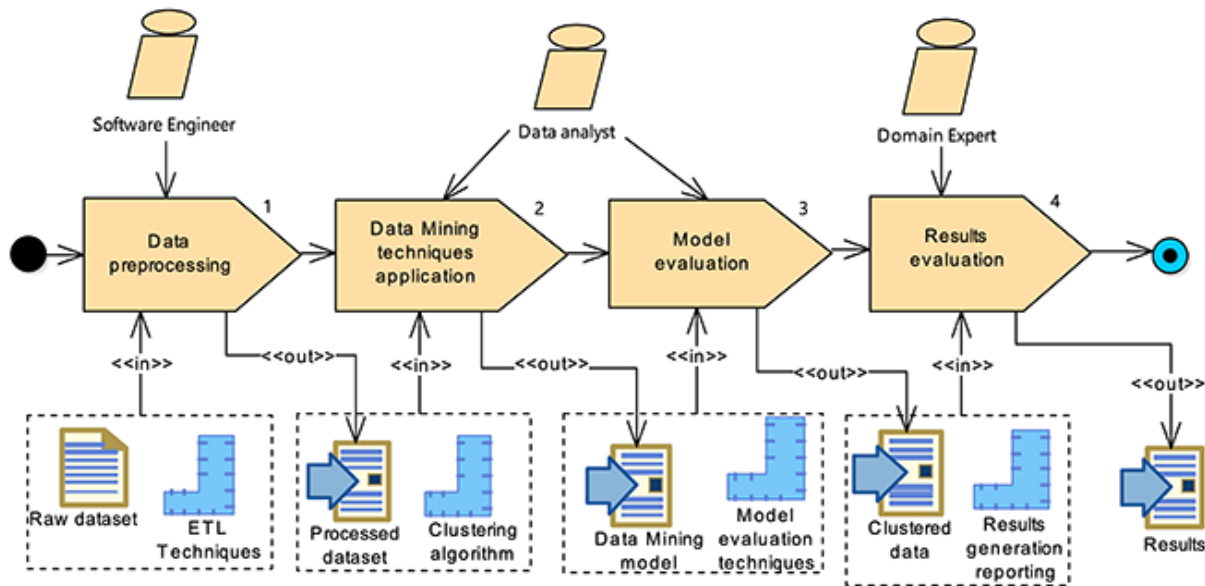 Software Engineer
Data analyst
Domain Expert
1
2
3
4
Data
preprocessing
Data Mining
techniques
application
Model
evaluation
Results
evaluation
<<in>>
<<out>>
<<in>>
<<out>>
<<in>>
<<out>>
<<in>>
<<out>>
Raw dataset
ETL
Techniques
Processed
dataset
Clustering
algorithm
Data Mining
model
Model
evaluation
techniques
Clustered
data
Results
generation
reporting
Results